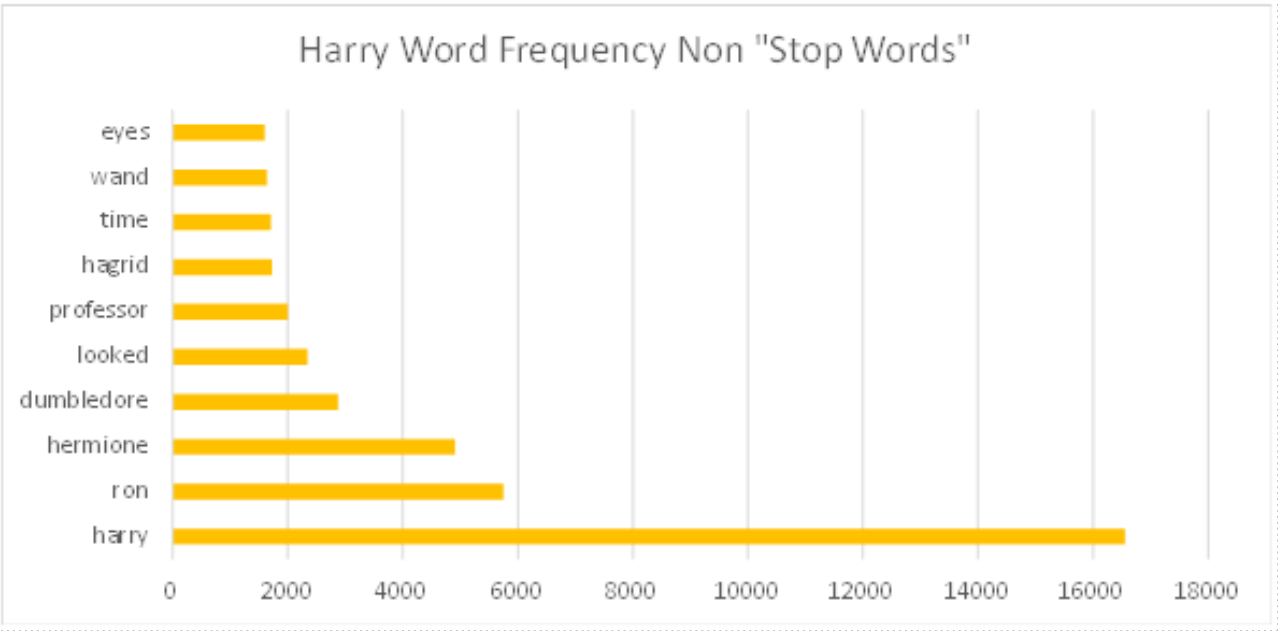 Harry Word Frequency Non "Stop Words"
eyes
wand
time
hagrid
professor
looked
dumbledore
hermione
ron
harry
0 2000 4000 6000 8000 10000 12000 14000 16000 18000